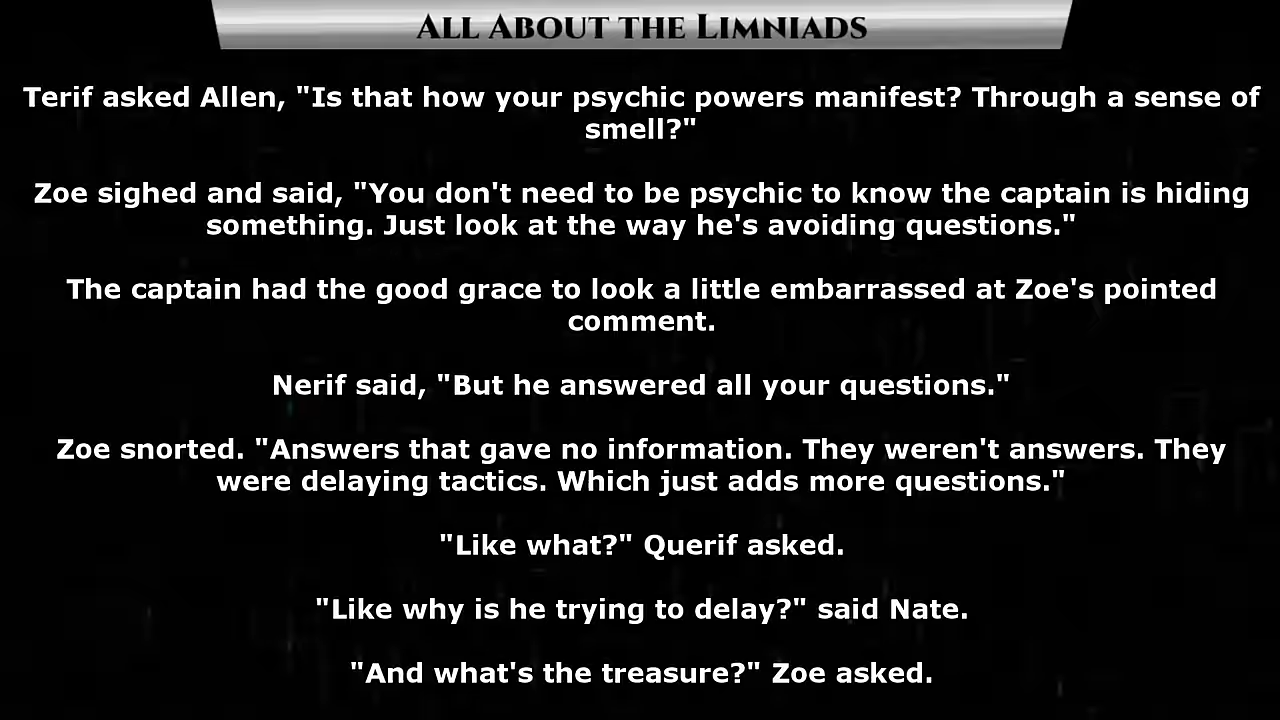 All About the Limniads
Terif asked Allen, "Is that how your psychic powers manifest? Through a sense of
smell?"
Zoe sighed and said, "You don't need to be psychic to know the captain is hiding
something. Just look at the way he's avoiding questions."
The captain had the good grace to look a little embarrassed at Zoe's pointed
comment.
Nerif said, "But he answered all your questions."
Zoe snorted. "Answers that gave no information. They weren't answers. They
were delaying tactics. Which just adds more questions."
"Like what?" Querif asked.
"Like why is he trying to delay?" said Nate.
"And what's the treasure?" Zoe asked.